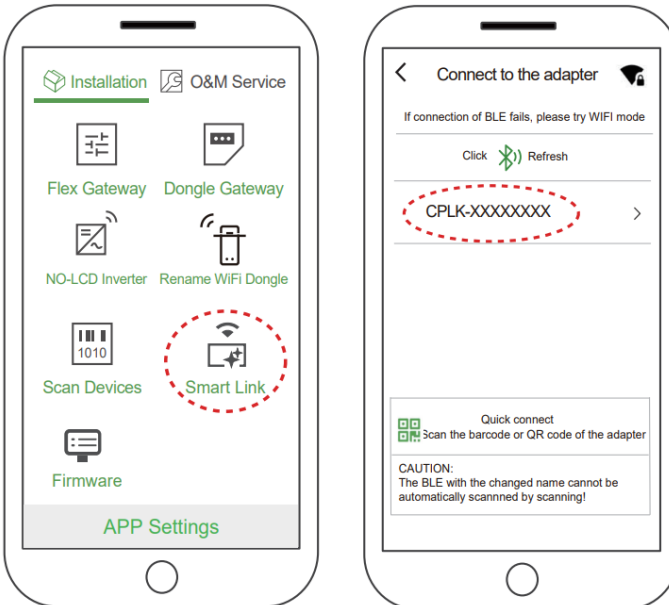 Installation
O&M Service
Flex Gateway
Dongle Gateway
NO-LCD Inverter
Rename WiFi Dongle
1010
Scan Devices
Smart Link
Firmware
APP Settings
Connect to the adapter
If connection of BLE fails, please try WIFI mode
Click Refresh
CPLK-XXXXXXXX
Quick connect
Scan the barcode or QR code of the adapter
CAUTION:
The BLE with the changed name cannot be
automatically scannned by scanning!